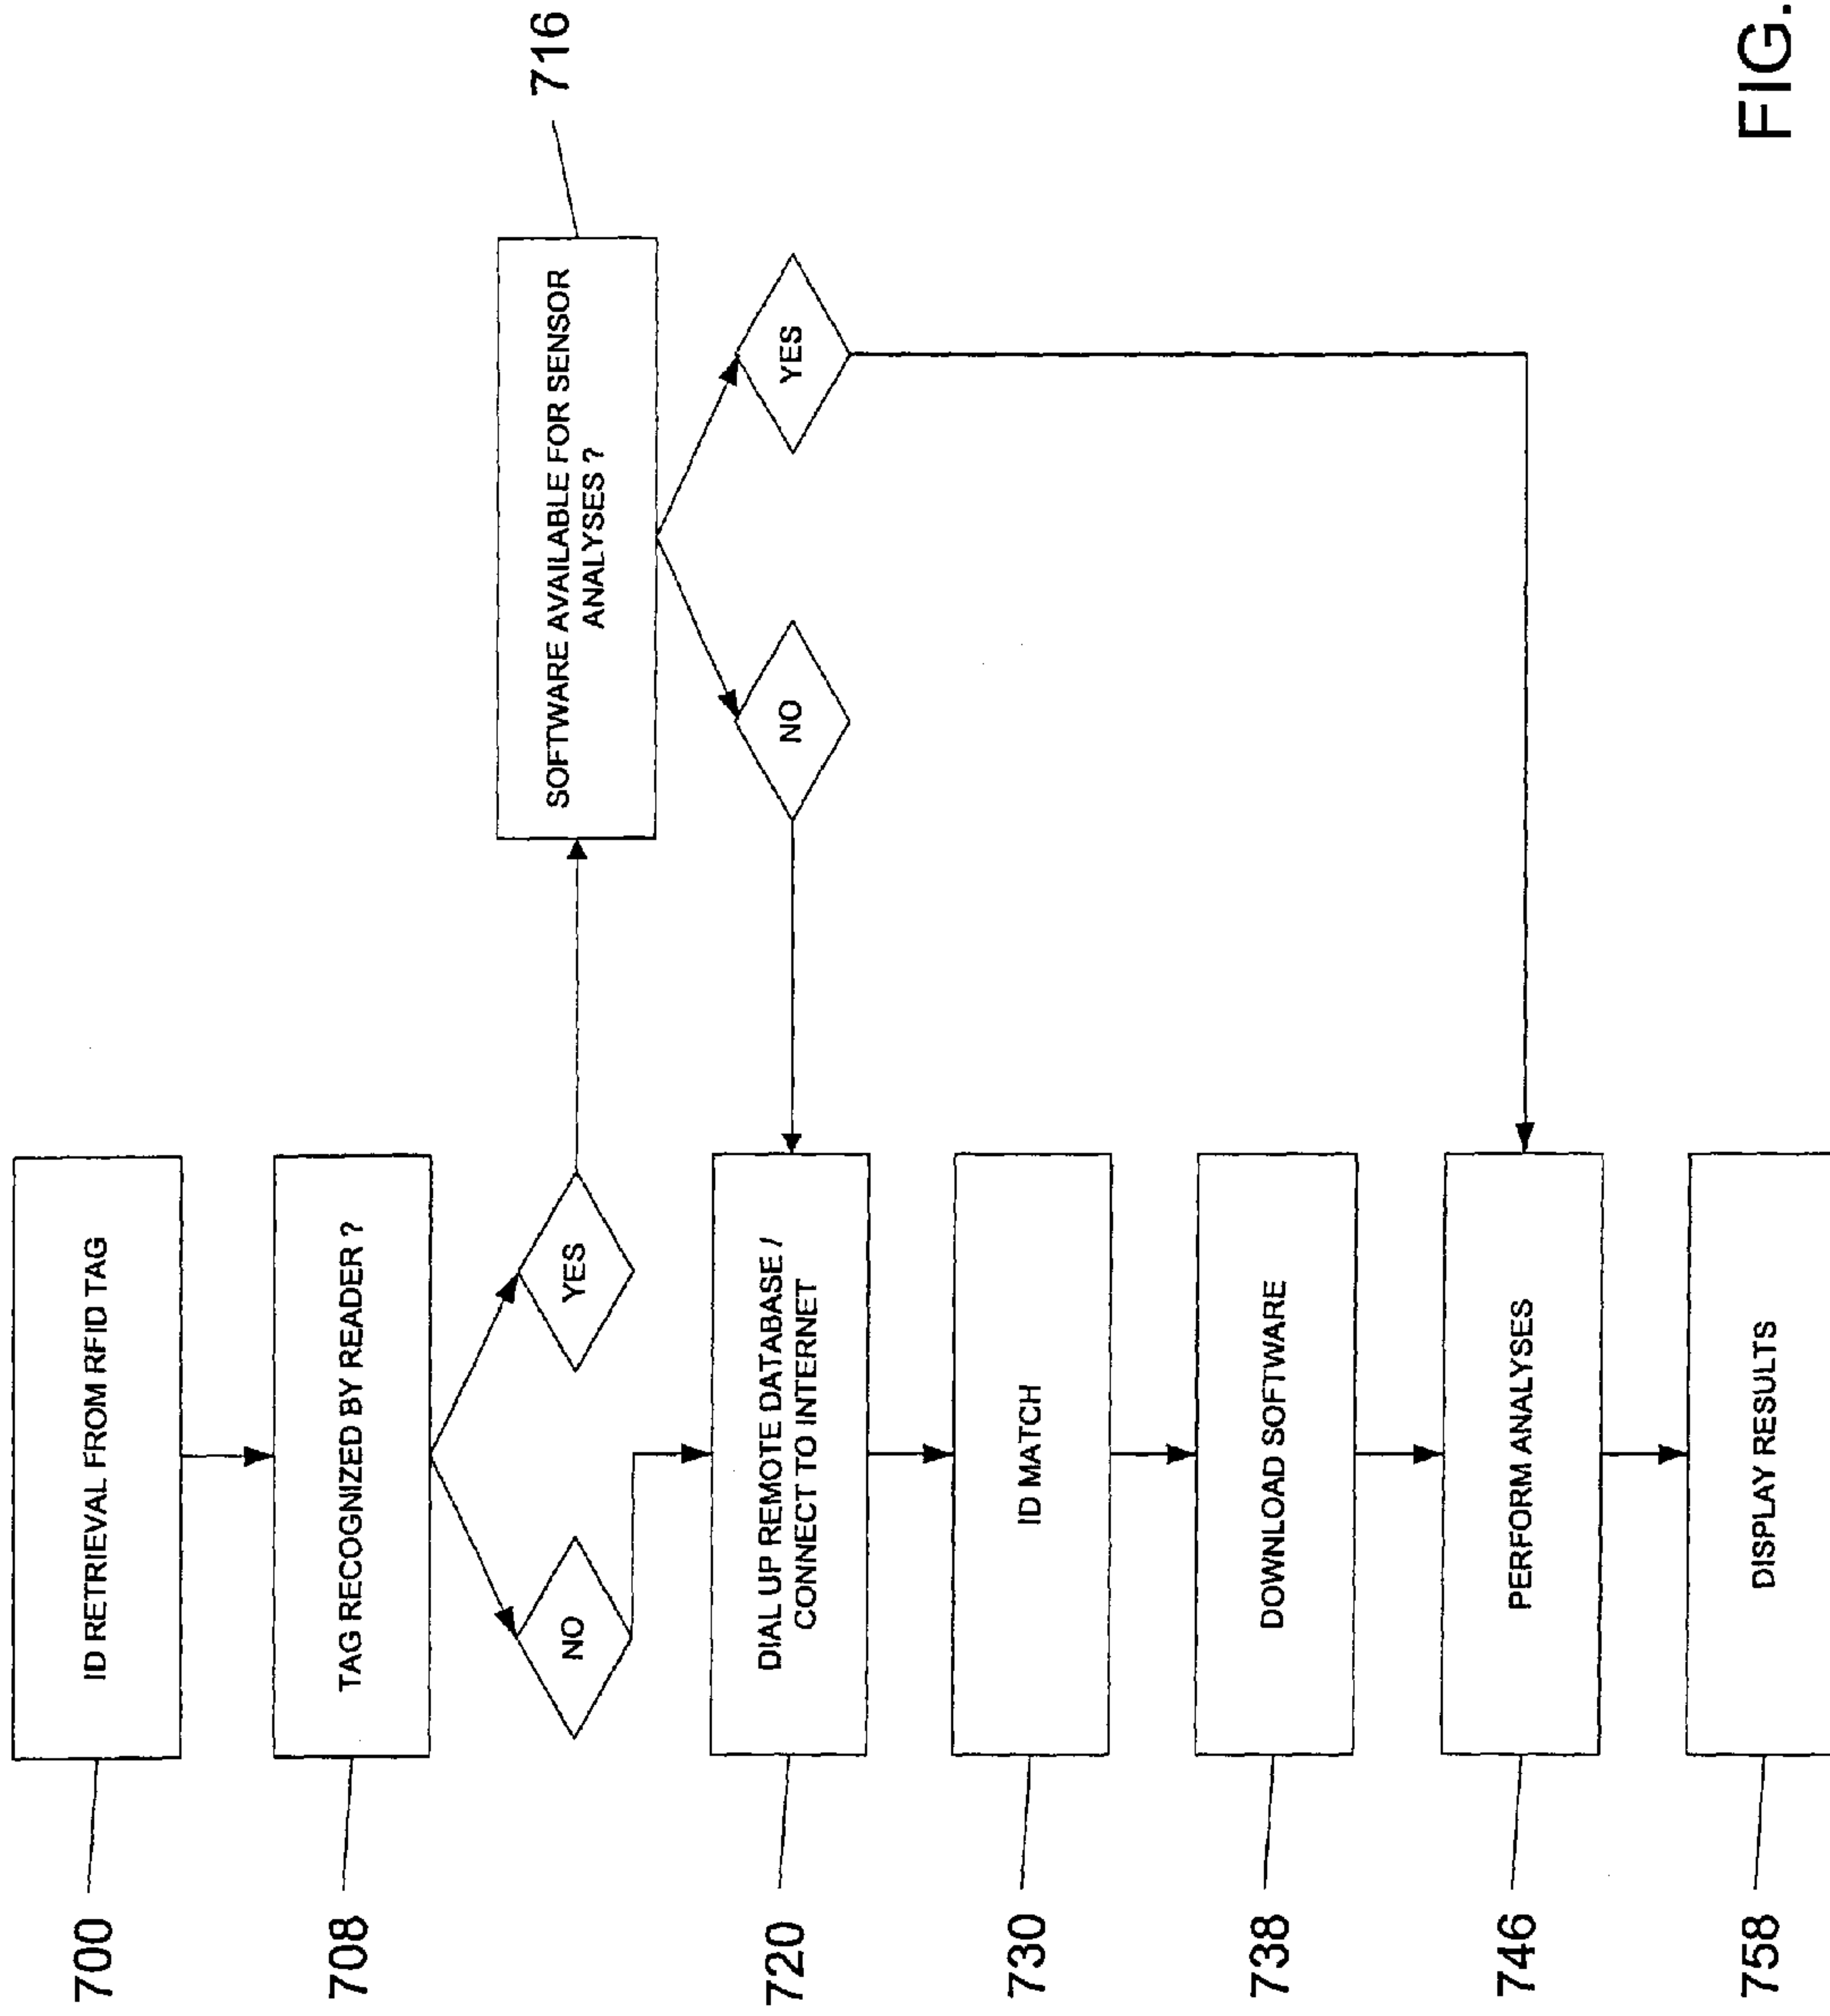 700
ID RETRIEVAL FROM RFID TAG
708
TAG RECOGNIZED BY READER ?
NO
YES
SOFTWARE AVAILABLE FOR SENSOR
ANALYSES ?
716
NO
YES
720
DIAL UP REMOTE DATABASE /
CONNECT TO INTERNET
730
ID MATCH
738
DOWNLOAD SOFTWARE
746
PERFORM ANALYSES
758
DISPLAY RESULTS
FIG.